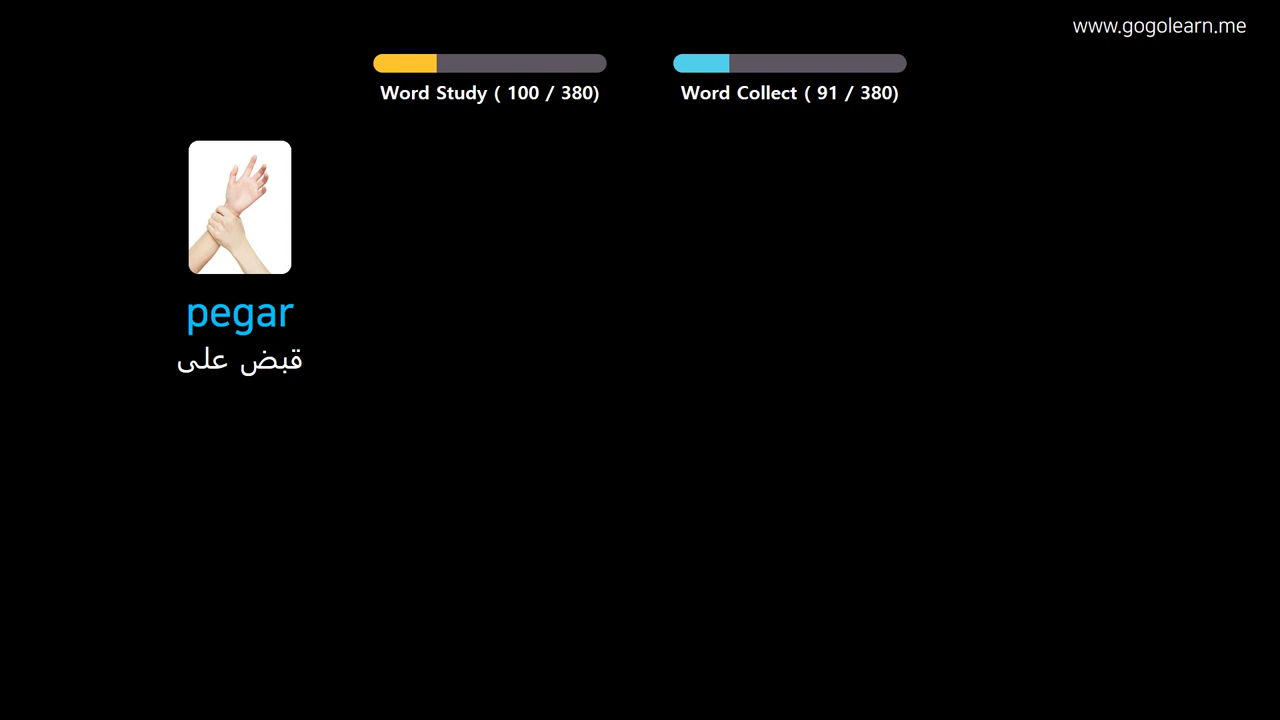 www.gogolearn.me
Word Study ( 100 / 380)
Word Collect ( 91 / 380)
pegar
قبض على